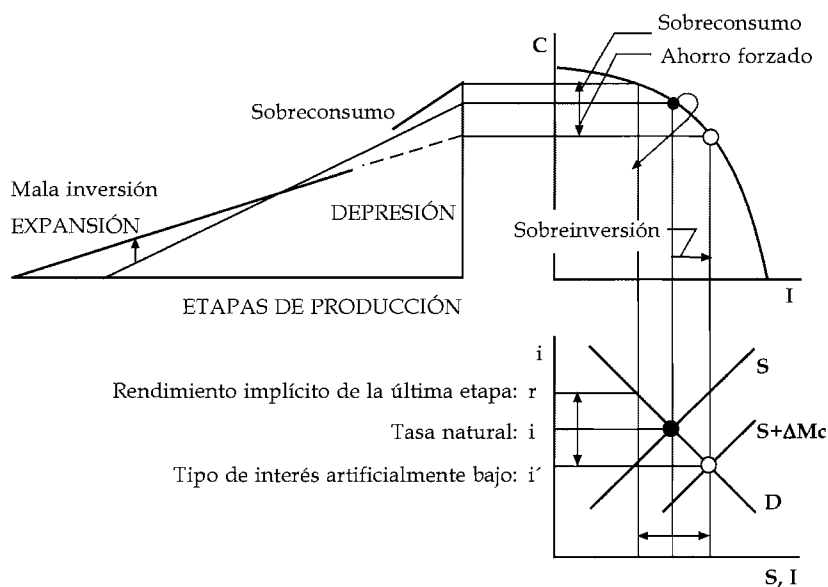 C
Sobreconsumo
Ahorro forzado
Sobreconsumo
Mala inversión
EXPANSIÓN
DEPRESIÓN
Sobreinversión
I
ETAPAS DE PRODUCCIÓN
i
S
Rendimiento implícito de la última etapa: r
Tasa natural: i
S+ΔMc
Tipo de interés artificialmente bajo: i´
D
S, I